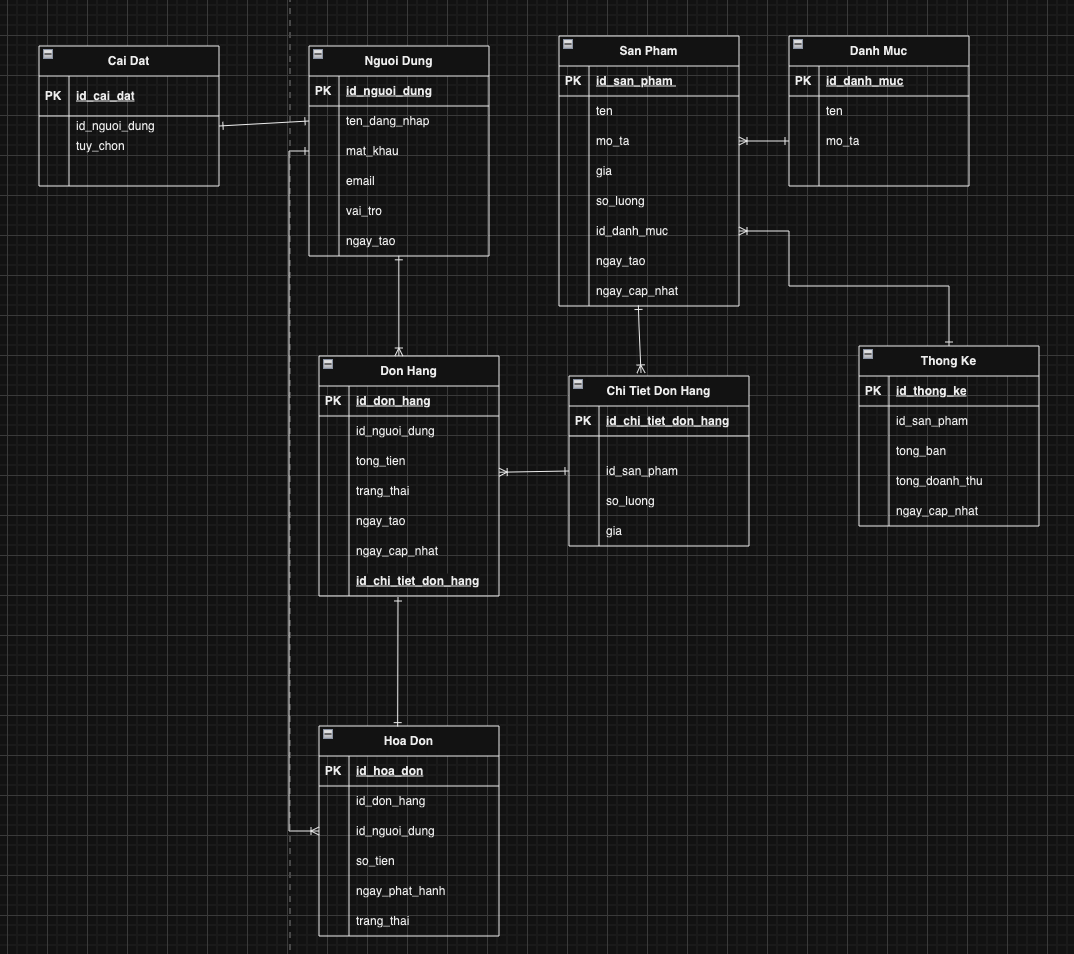 Cai Dat
PK id_cai_dat
id_nguoi_dung
tuy_chon
Nguoi Dung
PK id_nguoi_dung
ten_dang_nhap
mat_khau
email
vai_tro
ngay_tao
San Pham
PK id_san_pham
ten
mo_ta
gia
so_luong
id_danh_muc
ngay_tao
ngay_cap_nhat
Danh Muc
PK id_danh_muc
ten
mo_ta
Don Hang
PK id_don_hang
id_nguoi_dung
tong_tien
trang_thai
ngay_tao
ngay_cap_nhat
id_chi_tiet_don_hang
Chi Tiet Don Hang
PK id_chi_tiet_don_hang
id_san_pham
so_luong
gia
Thong Ke
PK id_thong_ke
id_san_pham
tong_ban
tong_doanh_thu
ngay_cap_nhat
Hoa Don
PK id_hoa_don
id_don_hang
id_nguoi_dung
so_tien
ngay_phat_hanh
trang_thai